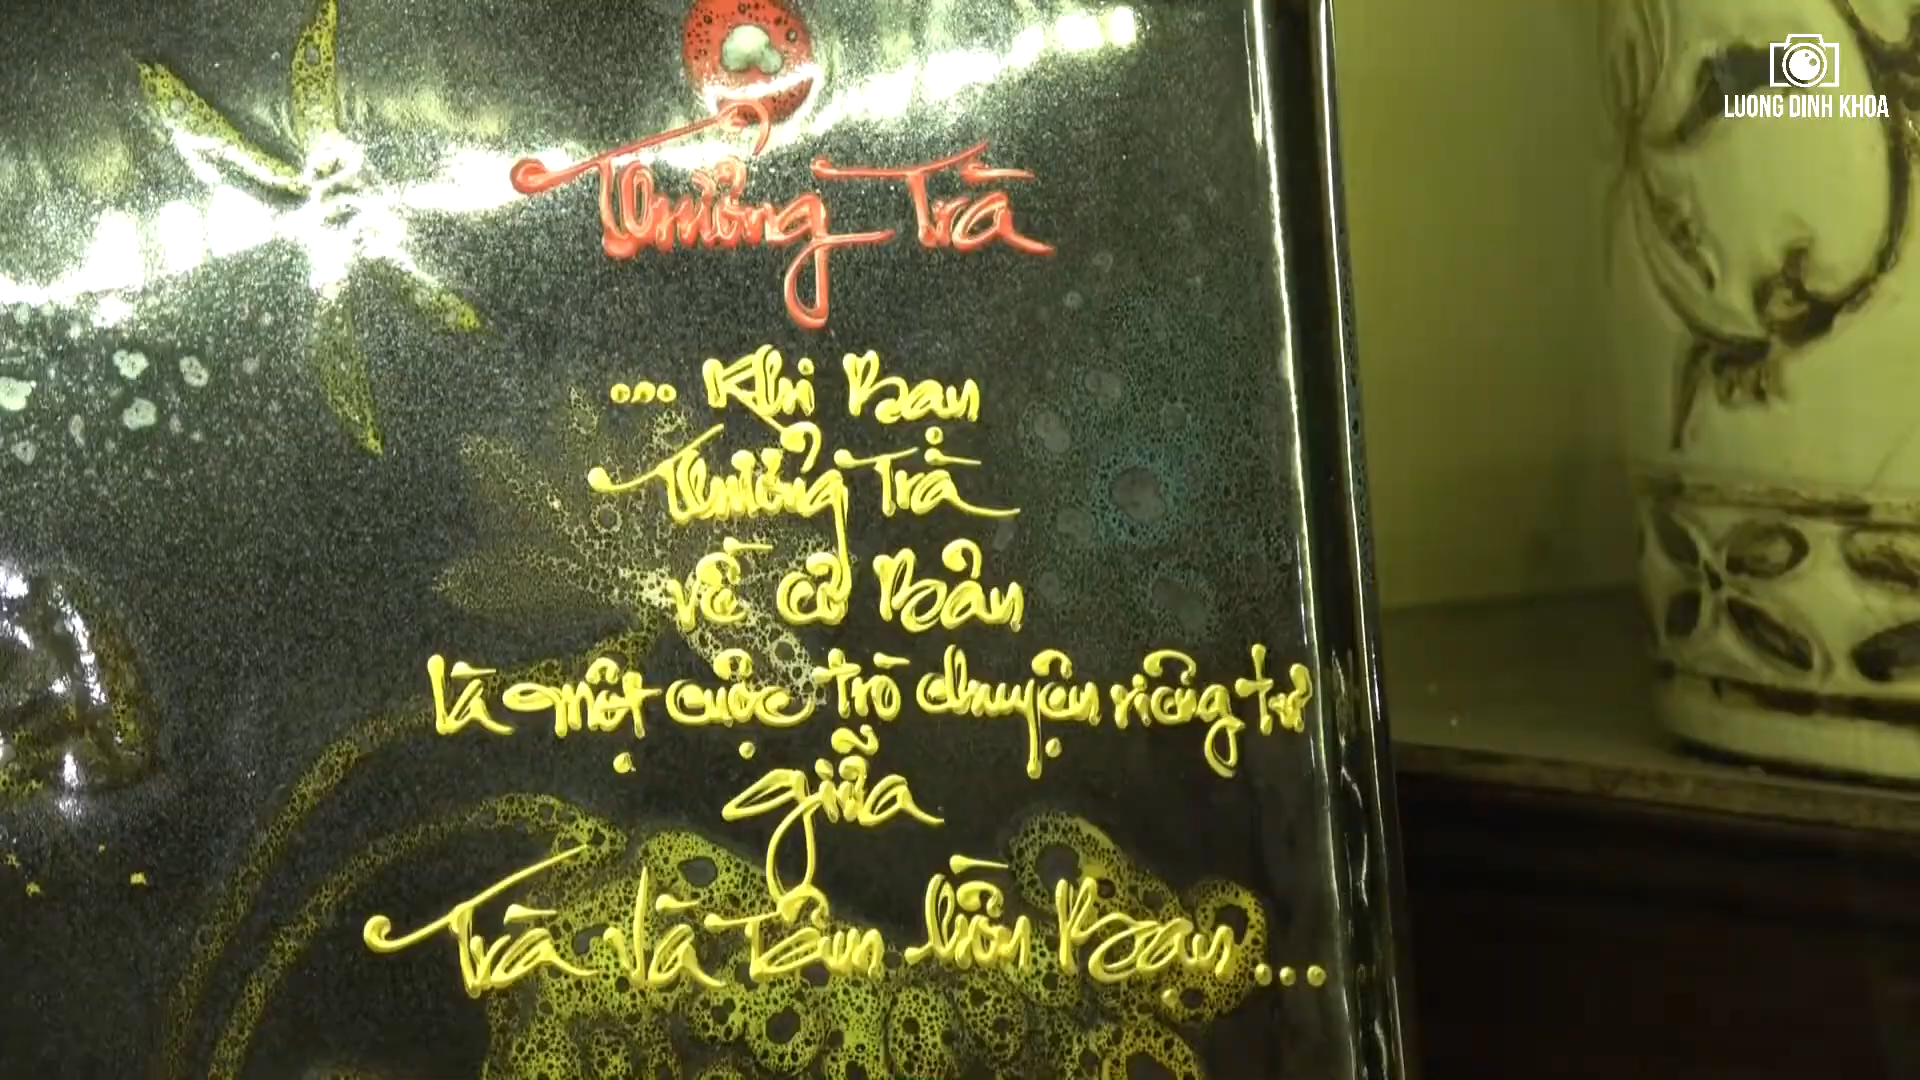 LUONG DINH KHOA
Thưởng Trà
... Khi Bạn
Thưởng Trà
về cơ Bản
là một cuộc trò chuyện riêng tư
giữa
Trà và Tâm hồn Bạn...